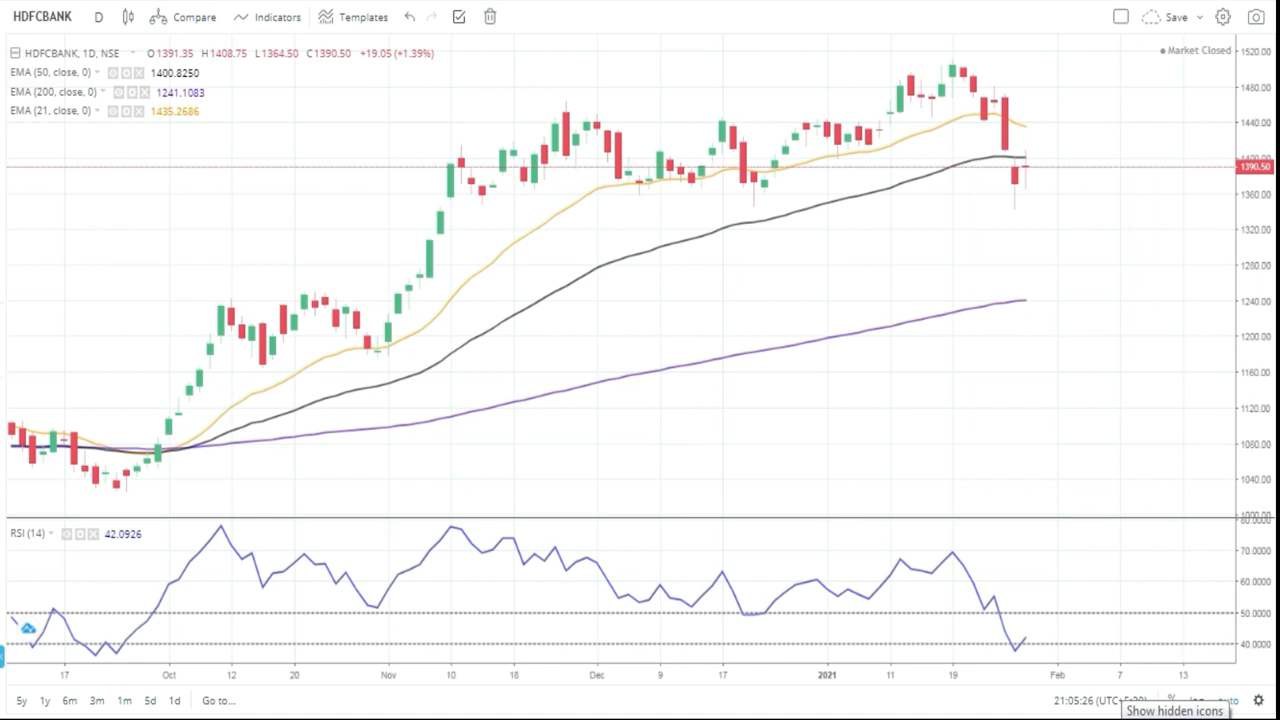 HDFCBANK D Compare Indicators Templates Save
HDFCBANK, 1D, NSE O1391.35 H1408.75 L1364.50 C1390.50 +19.05 (+1.39%)
Market Closed
EMA (50, close, 0) 1400.8250
EMA (200, close, 0) 1241.1083
EMA (21, close, 0) 1435.2686
1520.00
1480.00
1440.00
1390.50
1360.00
1320.00
1280.00
1240.00
1200.00
1160.00
1120.00
1080.00
1040.00
RSI (14) 42.0926
70.0000
60.0000
50.0000
40.0000
17 Oct 12 20 Nov 10 18 Dec 9 17 2021 11 19 Feb 7 13
5y 1y 6m 3m 1m 5d 1d Go to...
21:05:26
Show hidden icons